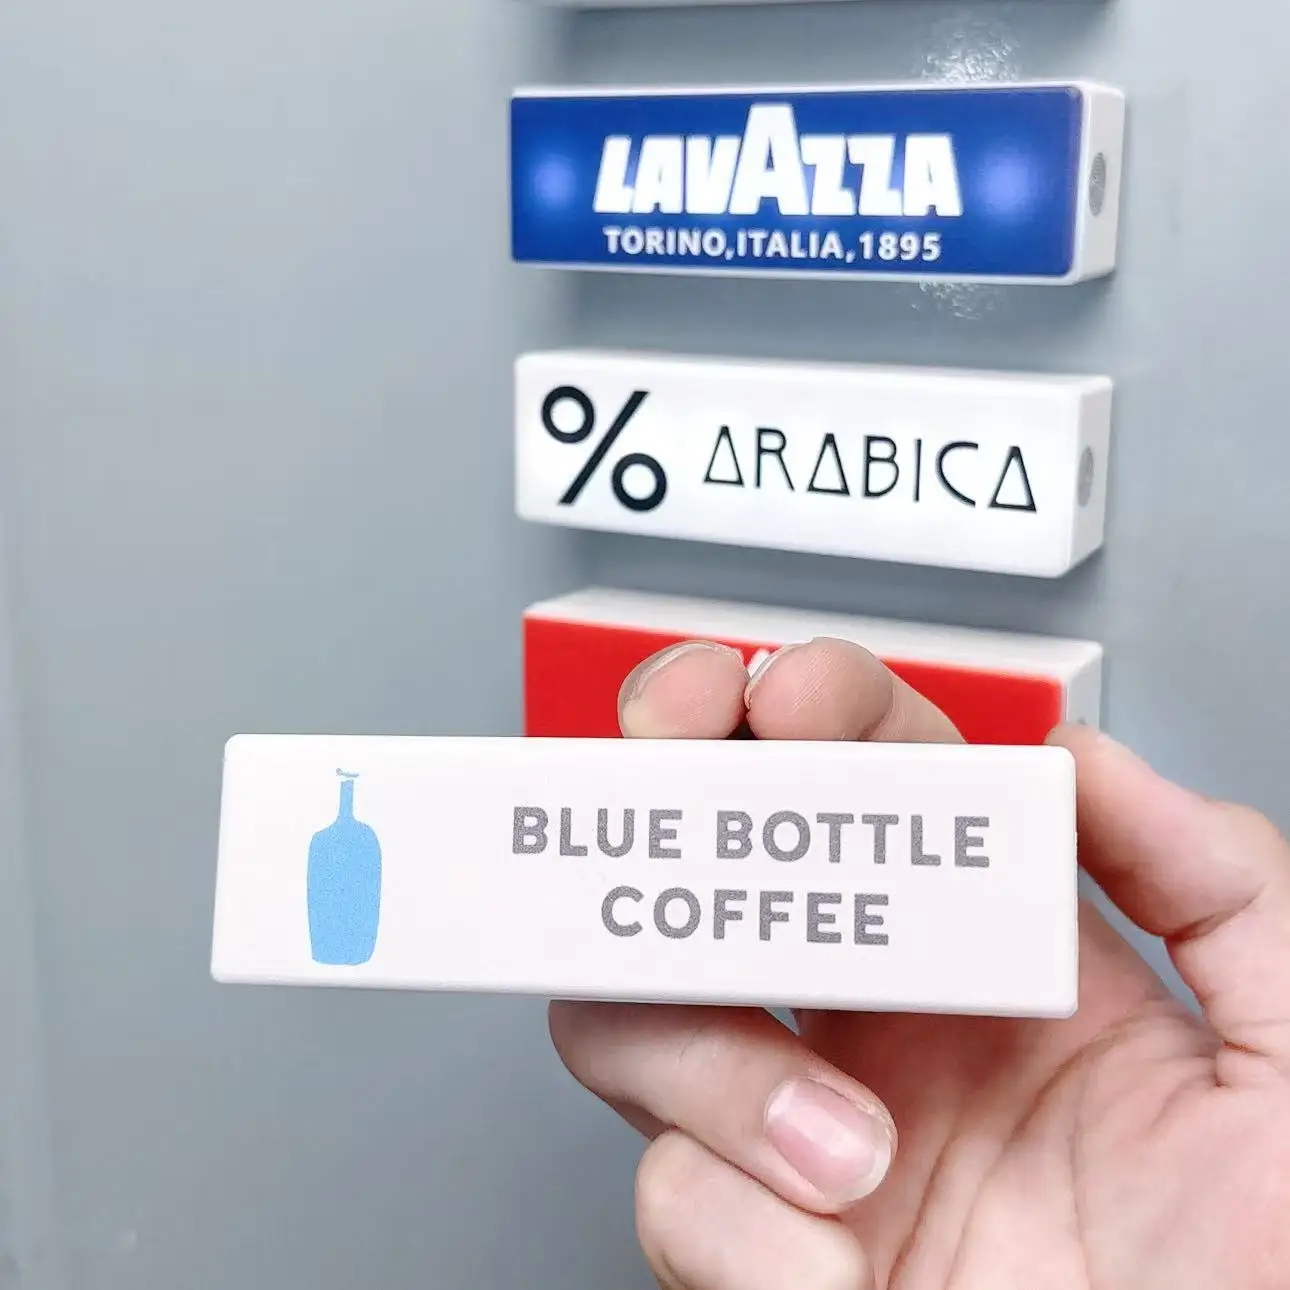 LAVAZZA
TORINO,ITALIA,1895
% ARABICA
BLUE BOTTLE
COFFEE